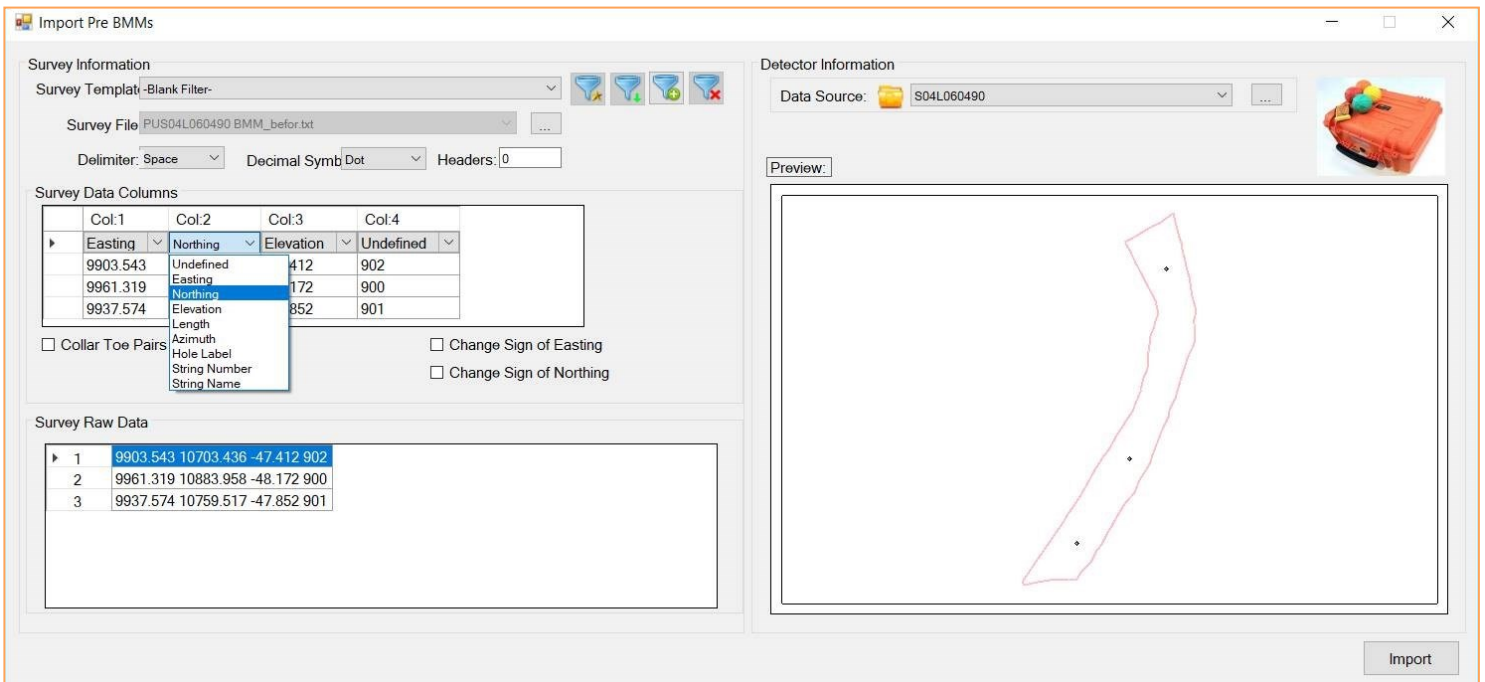 Import Pre BMMs
Survey Information
Survey Templat -Blank Filter-
Survey File PUS04L060490 BMM_befor.txt ...
Delimiter: Space Decimal Symb Dot Headers: 0
Survey Data Columns
Col:1 Col:2 Col:3 Col:4
Easting Northing Elevation Undefined
9903.543 412 902
9961.319 172 900
9937.574 852 901
Undefined
Easting
Northing
Elevation
Length
Azimuth
Hole Label
String Number
String Name
Collar Toe Pairs Change Sign of Easting
Change Sign of Northing
Survey Raw Data
1 9903.543 10703.436 -47.412 902
2 9961.319 10883.958 -48.172 900
3 9937.574 10759.517 -47.852 901
Detector Information
Data Source: S04L060490 ...
Preview:
Import